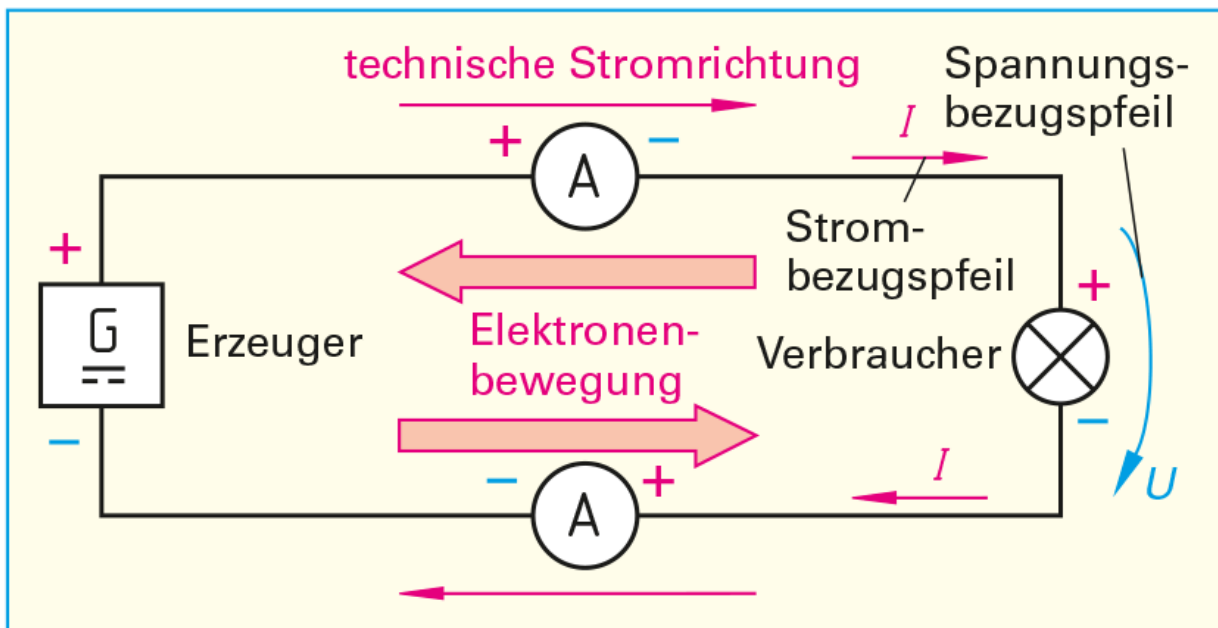 technische Stromrichtung
Spannungs-
bezugspfeil
I
+ A −
Strom-
bezugspfeil
+
G
Erzeuger
−
Elektronen-
bewegung
Verbraucher
+
−
U
− A +
I